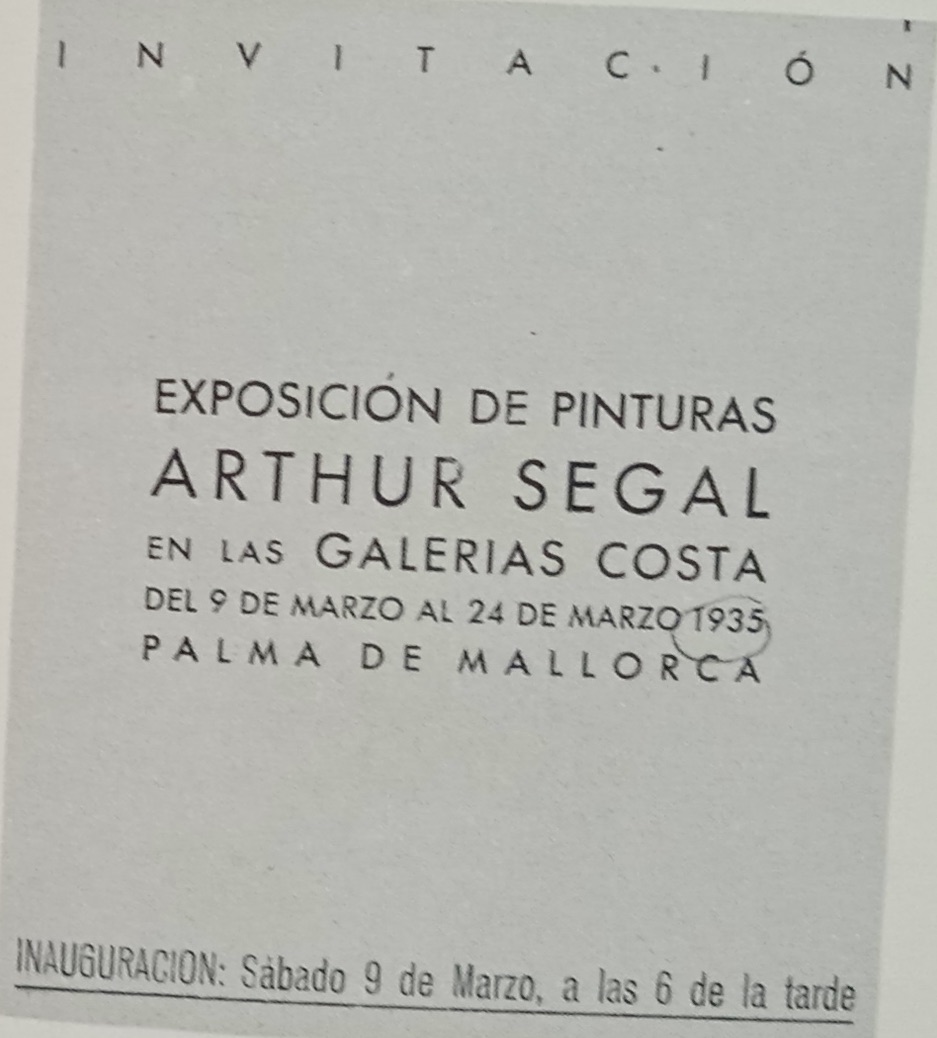 INVITACIÓN
EXPOSICIÓN DE PINTURAS
ARTHUR SEGAL
EN LAS GALERIAS COSTA
DEL 9 DE MARZO AL 24 DE MARZO 1935
PALMA DE MALLORCA
INAUGURACION: Sábado 9 de Marzo, a las 6 de la tarde